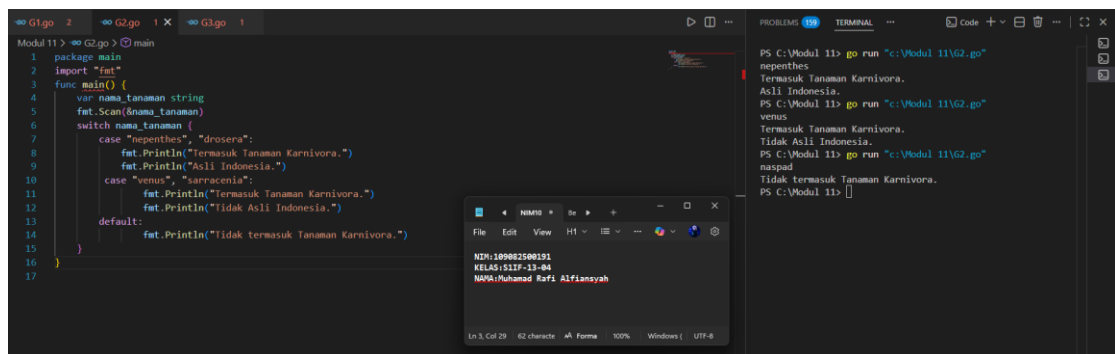 G1.go 2 G2.go 1 G3.go 1
Modul 11 > G2.go > main
1 package main
2 import "fmt"
3 func main() {
4 var nama_tanaman string
5 fmt.Scan(&nama_tanaman)
6 switch nama_tanaman {
7 case "nepenthes", "drosera":
8 fmt.Println("Termasuk Tanaman Karnivora.")
9 fmt.Println("Asli Indonesia.")
10 case "venus", "sarracenia":
11 fmt.Println("Termasuk Tanaman Karnivora.")
12 fmt.Println("Tidak Asli Indonesia.")
13 default:
14 fmt.Println("Tidak termasuk Tanaman Karnivora.")
15 }
16 }
17
NIM10 Be
File Edit View H1
NIM:109082500191
KELAS:S1IF-13-04
NAMA:Muhamad Rafi Alfiansyah
Ln 3, Col 29 62 characte Forma 100% Windows ( UTF-8
PROBLEMS 159 TERMINAL ... Code
PS C:\Modul 11> go run "c:\Modul 11\G2.go"
nepenthes
Termasuk Tanaman Karnivora.
Asli Indonesia.
PS C:\Modul 11> go run "c:\Modul 11\G2.go"
venus
Termasuk Tanaman Karnivora.
Tidak Asli Indonesia.
PS C:\Modul 11> go run "c:\Modul 11\G2.go"
naspad
Tidak termasuk Tanaman Karnivora.
PS C:\Modul 11>